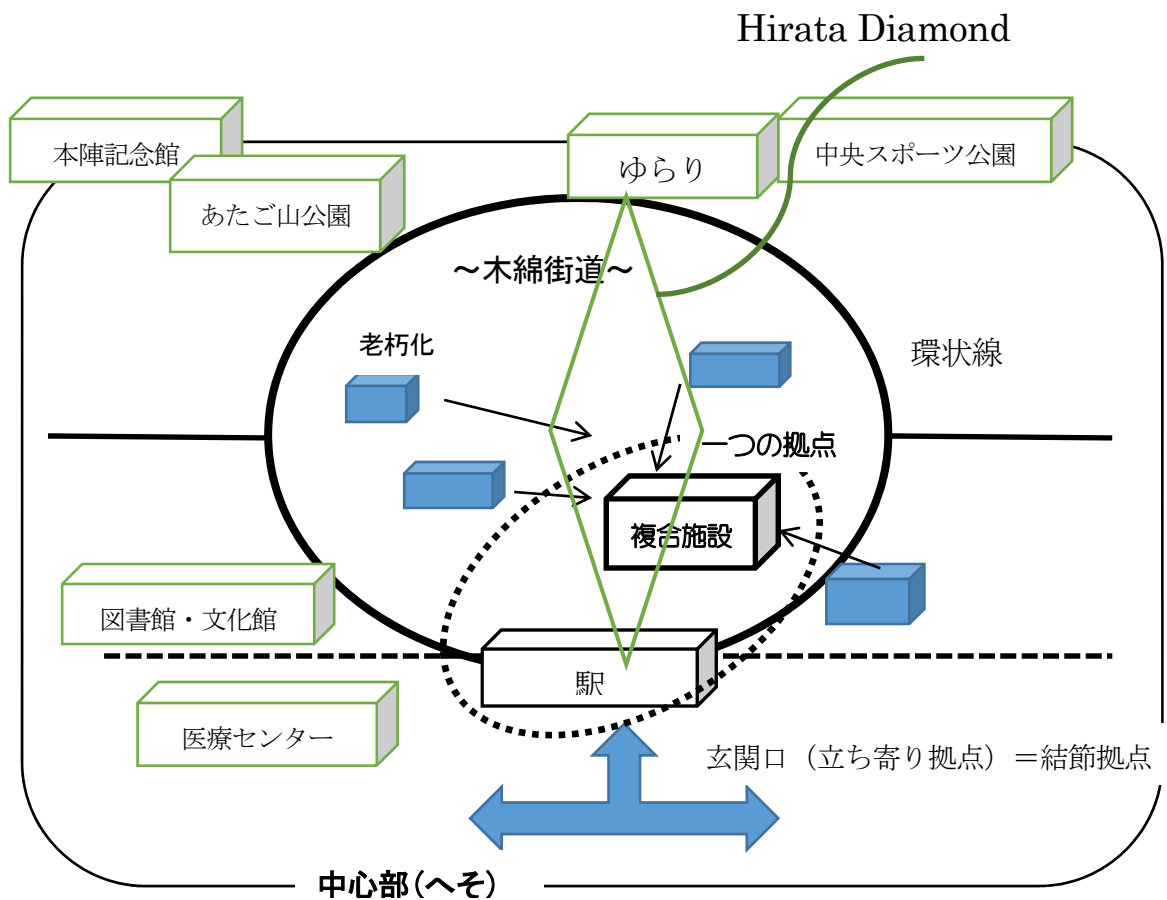 Hirata Diamond
本陣記念館
ゆらり
中央スポーツ公園
あたご山公園
～木綿街道～
老朽化
環状線
一つの拠点
複合施設
図書館・文化館
駅
医療センター
玄関口（立ち寄り拠点）＝結節拠点
中心部（へそ）